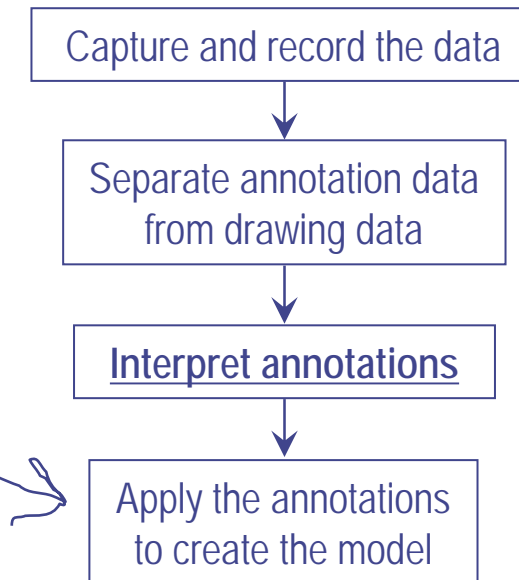 Capture and record the data
Separate annotation data
from drawing data
Interpret annotations
Apply the annotations
to create the model